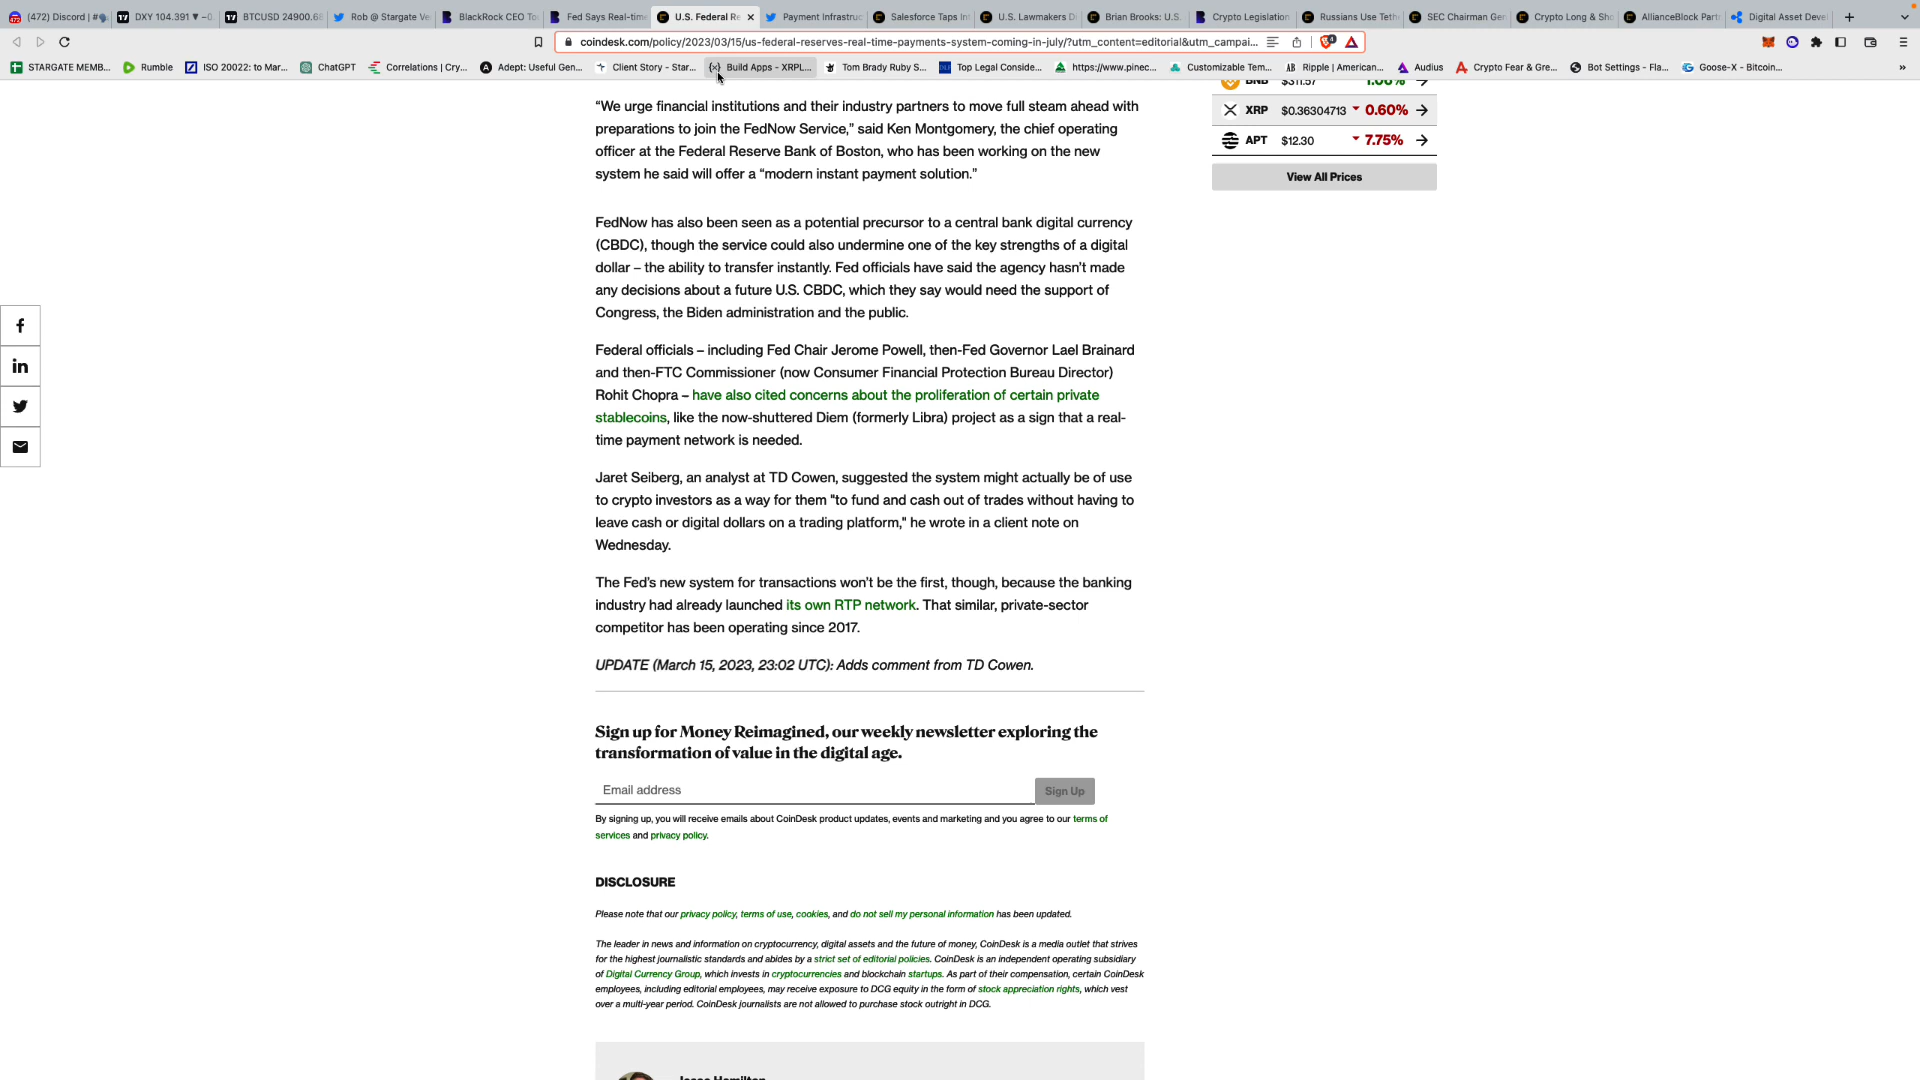 (472) Discord | #
DXY 104.391 ▼ −0
BTCUSD 24900.6
Rob @ Stargate Ve
BlackRock CEO To
Fed Says Real-time
U.S. Federal Re
Payment Infrastruc
Salesforce Taps In
U.S. Lawmakers D
Brian Brooks: U.S.
Crypto Legislation
Russians Use Teth
SEC Chairman Gen
Crypto Long & Sho
AllianceBlock Part
Digital Asset Deve
coindesk.com/policy/2023/03/15/us-federal-reserves-real-time-payments-system-coming-in-july/?utm_content=editorial&utm_campai...
STARGATE MEMB...
Rumble
ISO 20022: to Mar...
ChatGPT
Correlations | Cry...
Adept: Useful Gen...
Client Story - Star...
Build Apps - XRPL...
Tom Brady Ruby S...
Top Legal Conside...
https://www.pinec...
Customizable Tem...
Ripple | American...
Audius
Crypto Fear & Gre...
Bot Settings - Fla...
Goose-X - Bitcoin...
»
BNB $311.57 1.00%
XRP $0.36304713 0.60%
APT $12.30 7.75%
View All Prices
“We urge financial institutions and their industry partners to move full steam ahead with
preparations to join the FedNow Service,” said Ken Montgomery, the chief operating
officer at the Federal Reserve Bank of Boston, who has been working on the new
system he said will offer a “modern instant payment solution.”
FedNow has also been seen as a potential precursor to a central bank digital currency
(CBDC), though the service could also undermine one of the key strengths of a digital
dollar – the ability to transfer instantly. Fed officials have said the agency hasn’t made
any decisions about a future U.S. CBDC, which they say would need the support of
Congress, the Biden administration and the public.
Federal officials – including Fed Chair Jerome Powell, then-Fed Governor Lael Brainard
and then-FTC Commissioner (now Consumer Financial Protection Bureau Director)
Rohit Chopra – have also cited concerns about the proliferation of certain private
stablecoins, like the now-shuttered Diem (formerly Libra) project as a sign that a real-
time payment network is needed.
Jaret Seiberg, an analyst at TD Cowen, suggested the system might actually be of use
to crypto investors as a way for them "to fund and cash out of trades without having to
leave cash or digital dollars on a trading platform," he wrote in a client note on
Wednesday.
The Fed’s new system for transactions won’t be the first, though, because the banking
industry had already launched its own RTP network. That similar, private-sector
competitor has been operating since 2017.
UPDATE (March 15, 2023, 23:02 UTC): Adds comment from TD Cowen.
Sign up for Money Reimagined, our weekly newsletter exploring the
transformation of value in the digital age.
Email address
Sign Up
By signing up, you will receive emails about CoinDesk product updates, events and marketing and you agree to our terms of
services and privacy policy.
DISCLOSURE
Please note that our privacy policy, terms of use, cookies, and do not sell my personal information has been updated.
The leader in news and information on cryptocurrency, digital assets and the future of money, CoinDesk is a media outlet that strives
for the highest journalistic standards and abides by a strict set of editorial policies. CoinDesk is an independent operating subsidiary
of Digital Currency Group, which invests in cryptocurrencies and blockchain startups. As part of their compensation, certain CoinDesk
employees, including editorial employees, may receive exposure to DCG equity in the form of stock appreciation rights, which vest
over a multi-year period. CoinDesk journalists are not allowed to purchase stock outright in DCG.
Jesse Hamilton